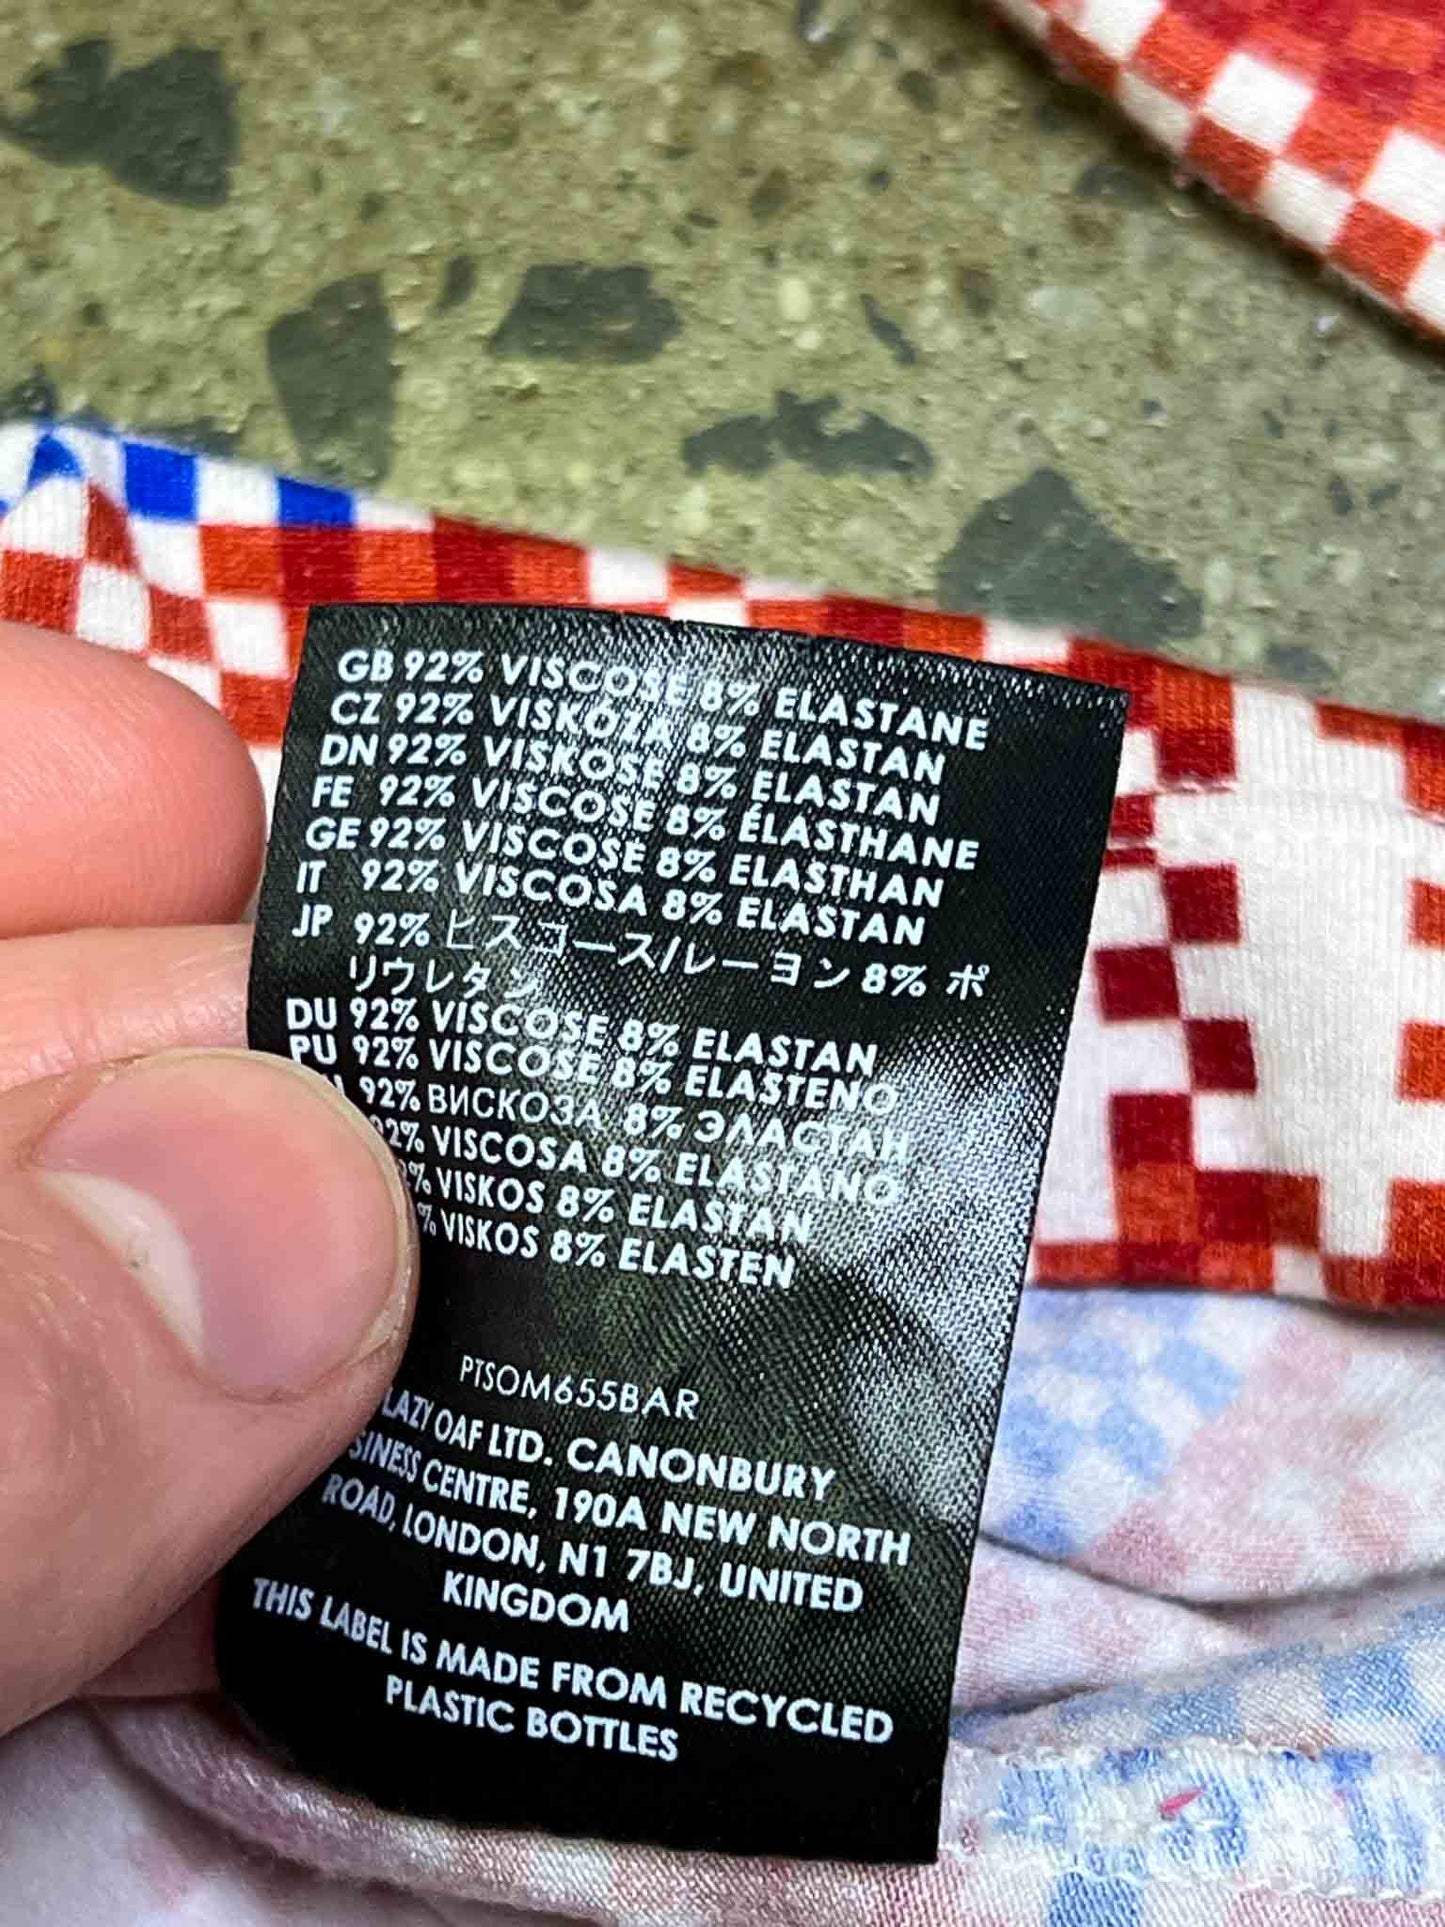 GB 92% VISCOSE 8% ELASTANE
CZ 92% VISKÓZA 8% ELASTAN
DN 92% VISKOSE 8% ELASTAN
FE 92% VISCOSE 8% ÉLASTHANE
GE 92% VISCOSE 8% ELASTHAN
IT 92% VISCOSA 8% ELASTAN
JP 92% ビスコース/レーヨン 8% ポ
リウレタン
DU 92% VISCOSE 8% ELASTAN
PU 92% VISCOSE 8% ELASTENO
92% ВИСКОЗА 8% ЭЛАСТАН
92% VISCOSA 8% ELASTANO
% VISKOS 8% ELASTAN
% VISKOS 8% ELASTEN
PTSOM655BAR
LAZY OAF LTD. CANONBURY
SINESS CENTRE, 190A NEW NORTH
ROAD, LONDON, N1 7BJ, UNITED
KINGDOM
THIS LABEL IS MADE FROM RECYCLED
PLASTIC BOTTLES